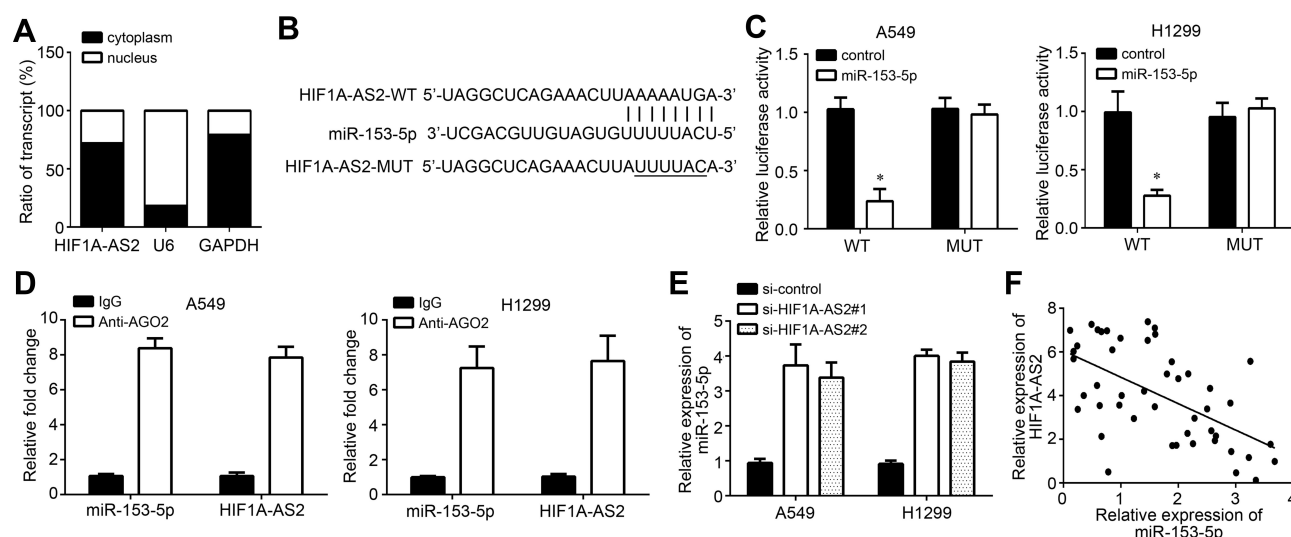 A
cytoplasm
nucleus
Ratio of transcript (%)
150
100
50
0
HIF1A-AS2 U6 GAPDH
B
HIF1A-AS2-WT 5’-UAGGCUCAGAAACUUAAAAAUGA-3’
miR-153-5p 3’-UCGACGUUGUAGUGUUUUUACU-5’
HIF1A-AS2-MUT 5’-UAGGCUCAGAAACUUAUUUUACA-3’
C
A549
control
miR-153-5p
Relative luciferase activity
1.5
1.0
0.5
0.0
*
WT MUT
H1299
control
miR-153-5p
Relative luciferase activity
1.5
1.0
0.5
0.0
*
WT MUT
D
IgG
Anti-AGO2
A549
Relative fold change
10
8
6
4
2
0
miR-153-5p HIF1A-AS2
IgG
Anti-AGO2
H1299
Relative fold change
10
8
6
4
2
0
miR-153-5p HIF1A-AS2
E
si-control
si-HIF1A-AS2#1
si-HIF1A-AS2#2
Relative expression of
miR-153-5p
5
4
3
2
1
0
A549 H1299
F
Relative expression of
HIF1A-AS2
8
6
4
2
0
0 1 2 3 4
Relative expression of
miR-153-5p